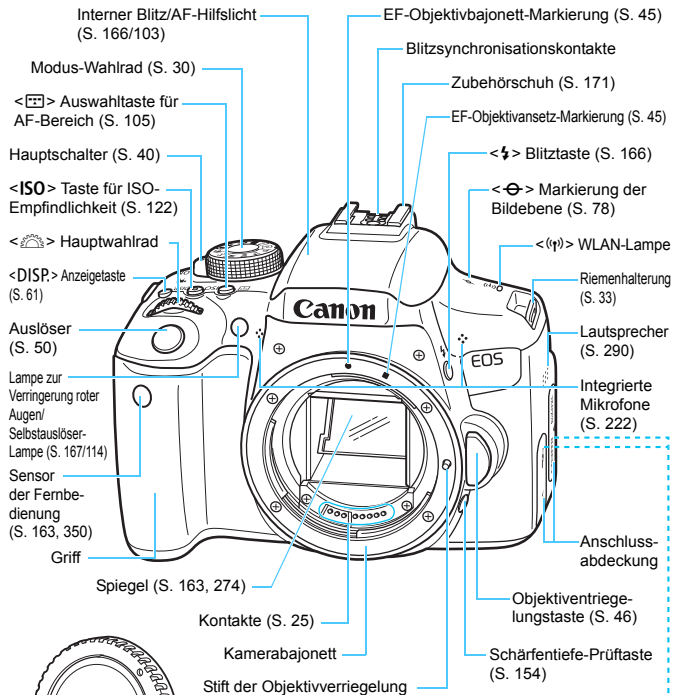 Interner Blitz/AF-Hilfslicht
(S. 166/103)
Modus-Wahlrad (S. 30)
< > Auswahltaste für
AF-Bereich (S. 105)
Hauptschalter (S. 40)
<ISO> Taste für ISO-
Empfindlichkeit (S. 122)
< > Hauptwahlrad
<DISP.> Anzeigetaste
(S. 61)
Auslöser
(S. 50)
Lampe zur
Verringerung roter
Augen/
Selbstauslöser-
Lampe (S. 167/114)
Sensor
der Fernbe-
dienung
(S. 163, 350)
Griff
Spiegel (S. 163, 274)
Kontakte (S. 25)
Kamerabajonett
Stift der Objektivverriegelung
EF-Objektivbajonett-Markierung (S. 45)
Blitzsynchronisationskontakte
Zubehörschuh (S. 171)
EF-Objektivansetz-Markierung (S. 45)
< > Blitztaste (S. 166)
< > Markierung der
Bildebene (S. 78)
< > WLAN-Lampe
Riemenhalterung
(S. 33)
Lautsprecher
(S. 290)
Integrierte
Mikrofone
(S. 222)
Anschluss-
abdeckung
Objektiventriege-
lungstaste (S. 46)
Schärfentiefe-Prüftaste
(S. 154)
Canon
EOS